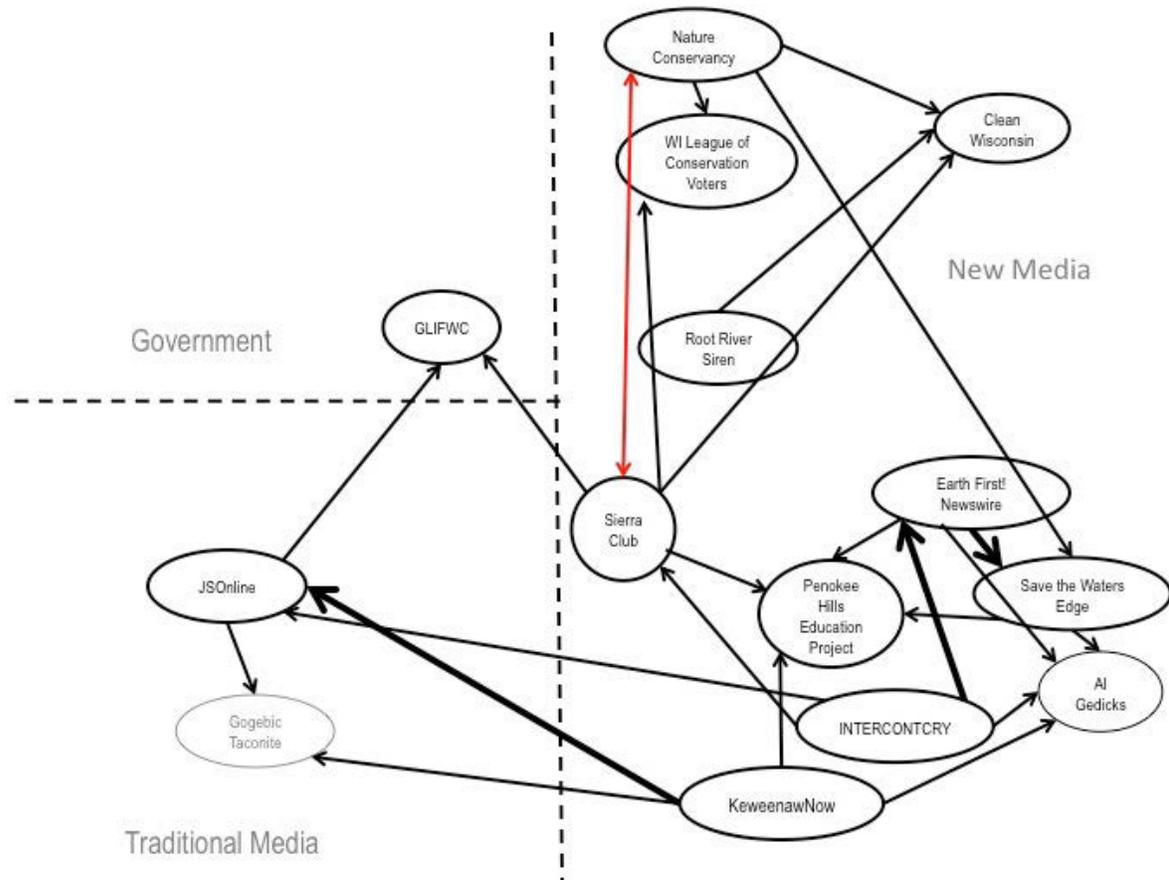 Nature
Conservancy
Clean
Wisconsin
WI League of
Conservation
Voters
New Media
GLIFWC
Government
Root River
Siren
Earth First!
Newswire
Sierra
Club
JSOnline
Penokee
Hills
Education
Project
Save the Waters
Edge
Al
Gedicks
Gogebic
Taconite
INTERCONTCRY
KeweenawNow
Traditional Media